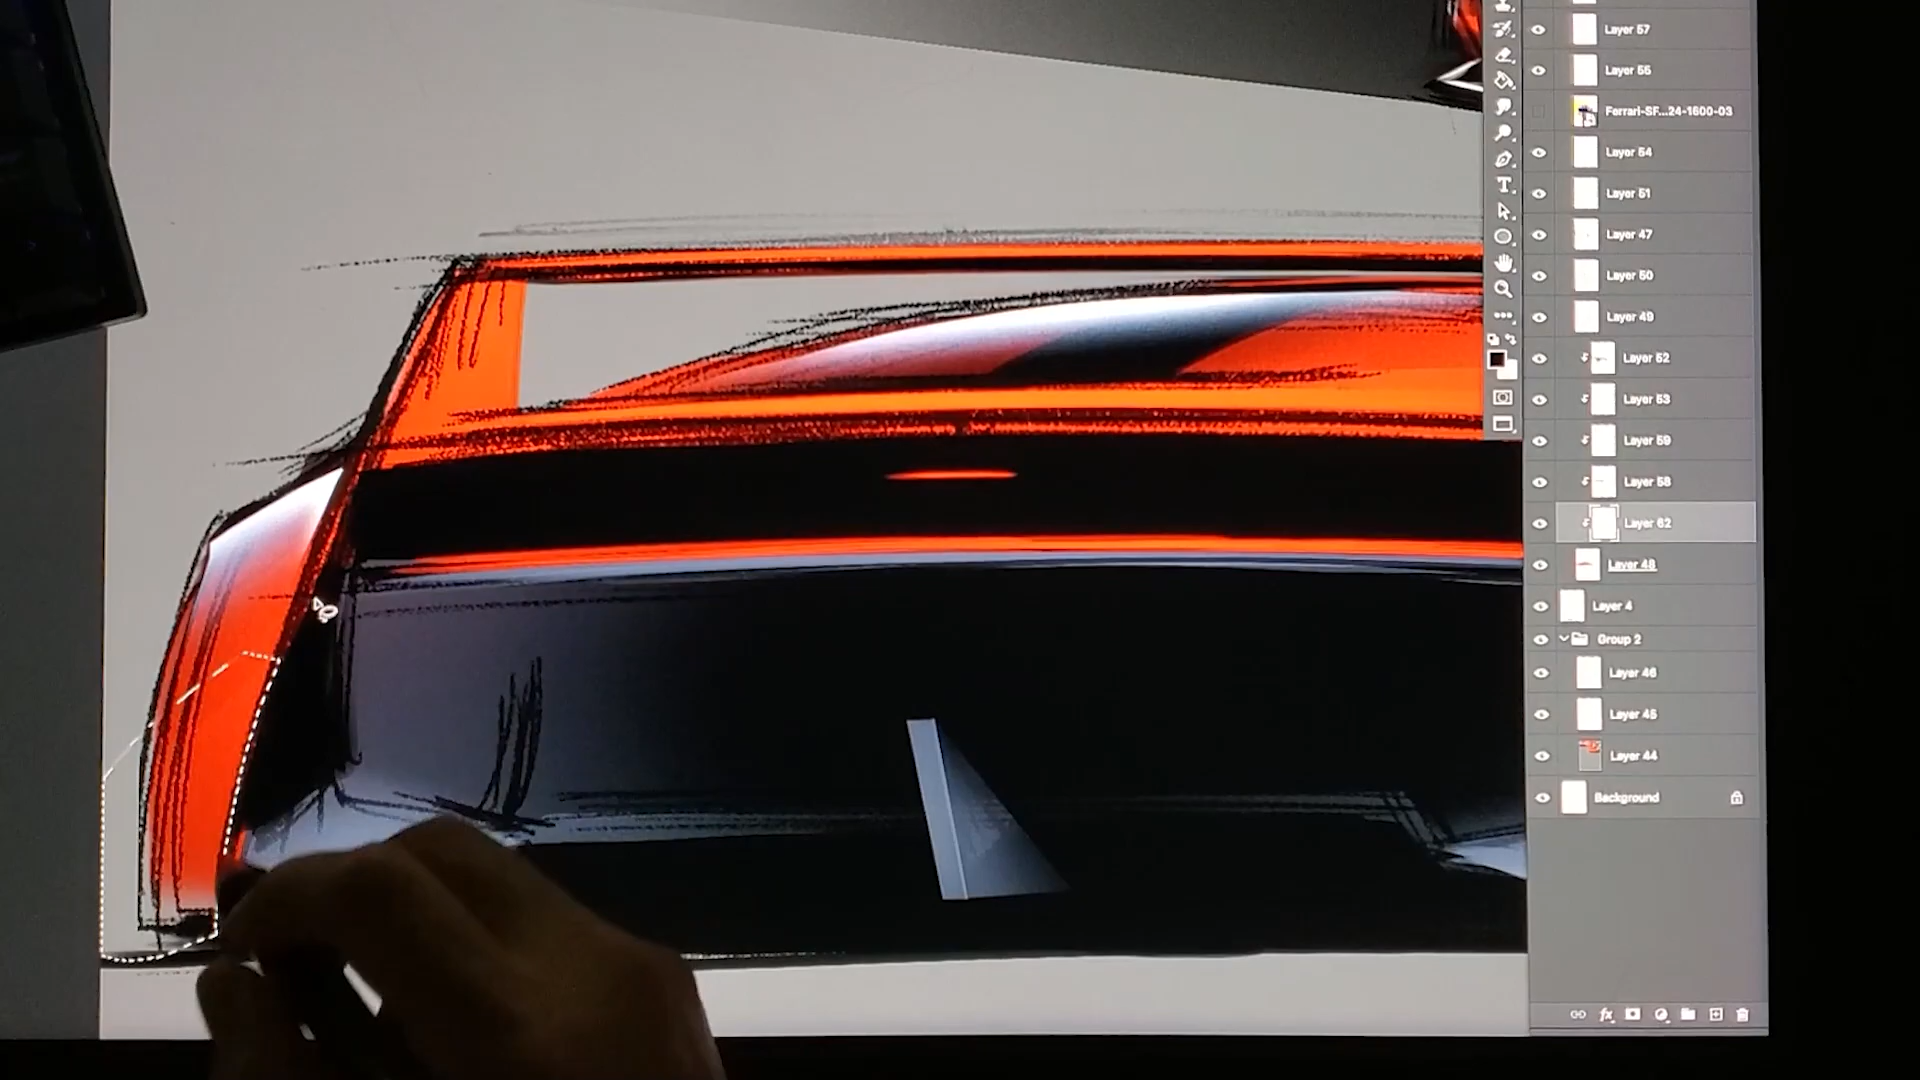 Layer 57
Layer 55
Ferrari-SF...24-1600-03
Layer 54
Layer 51
Layer 47
Layer 50
Layer 49
Layer 52
Layer 53
Layer 59
Layer 58
Layer 62
Layer 48
Layer 4
Group 2
Layer 46
Layer 45
Layer 44
Background
fx